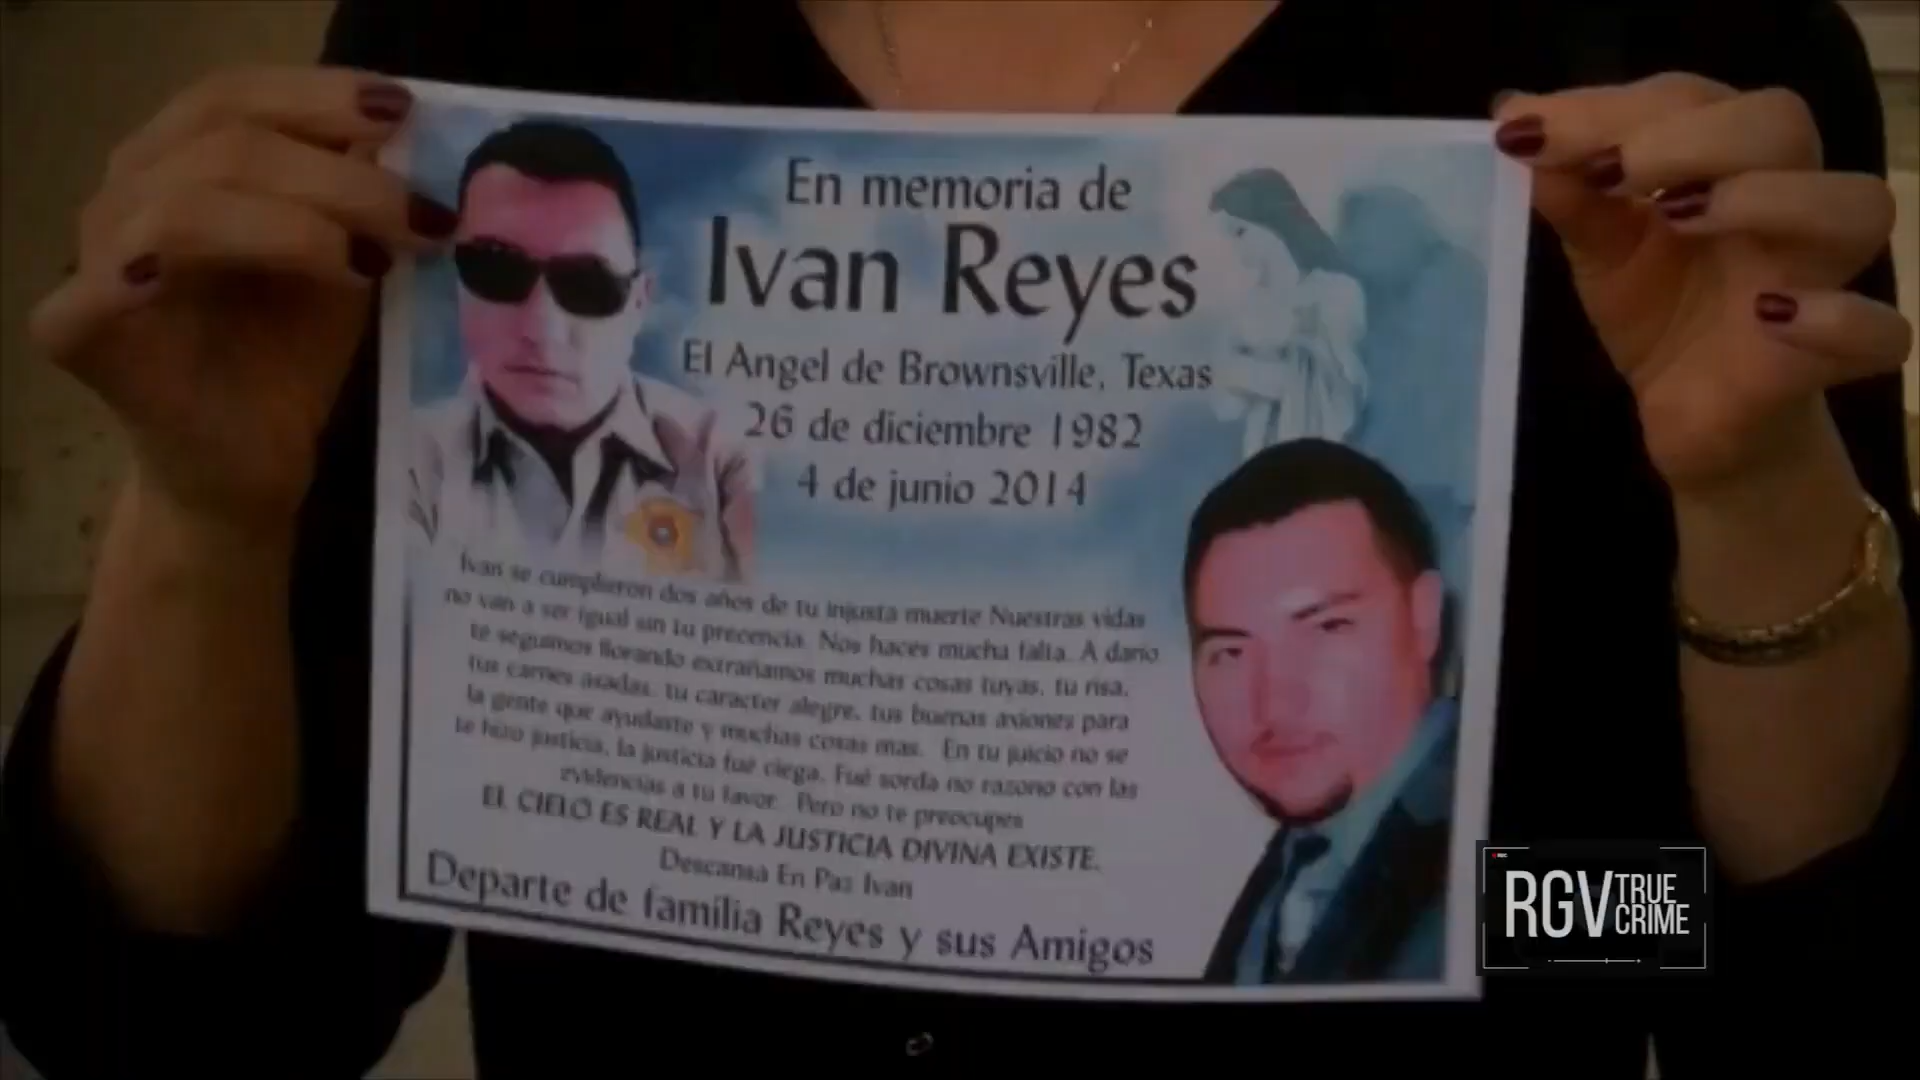 En memoria de
Ivan Reyes
El Angel de Brownsville, Texas
26 de diciembre 1982
4 de junio 2014
Ivan se cumplieron dos años de tu injusta muerte Nuestras vidas
no van a ser igual sin tu precencia. Nos haces mucha falta. A dario
te seguimos llorando extrañamos muchas cosas tuyas, tu risa,
tus carnes asadas, tu caracter alegre, tus buenas axiones para
la gente que ayudaste y muchas cosas mas. En tu juicio no se
te hizo justicia, la justicia fué ciega. Fué sorda no razono con las
evidencias a tu favor. Pero no te preocupes
EL CIELO ES REAL Y LA JUSTICIA DIVINA EXISTE.
Descansa En Paz Ivan
Departe de familia Reyes y sus Amigos
REC
RGV TRUE
CRIME